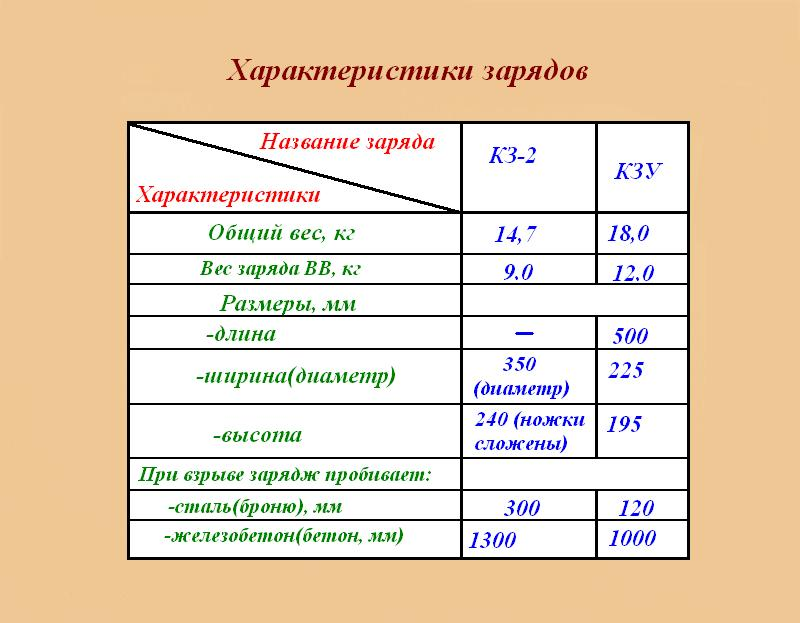 Характеристики зарядов
Название заряда
Характеристики
КЗ-2
КЗУ
Общий вес, кг
14,7
18,0
Вес заряда ВВ, кг
9.0
12.0
Размеры, мм
-длина
—
500
-ширина(диаметр)
350
(диаметр)
225
-высота
240 (ножки
сложены)
195
При взрыве зарядж пробивает:
-сталь(броню), мм
300
120
-железобетон(бетон, мм)
1300
1000